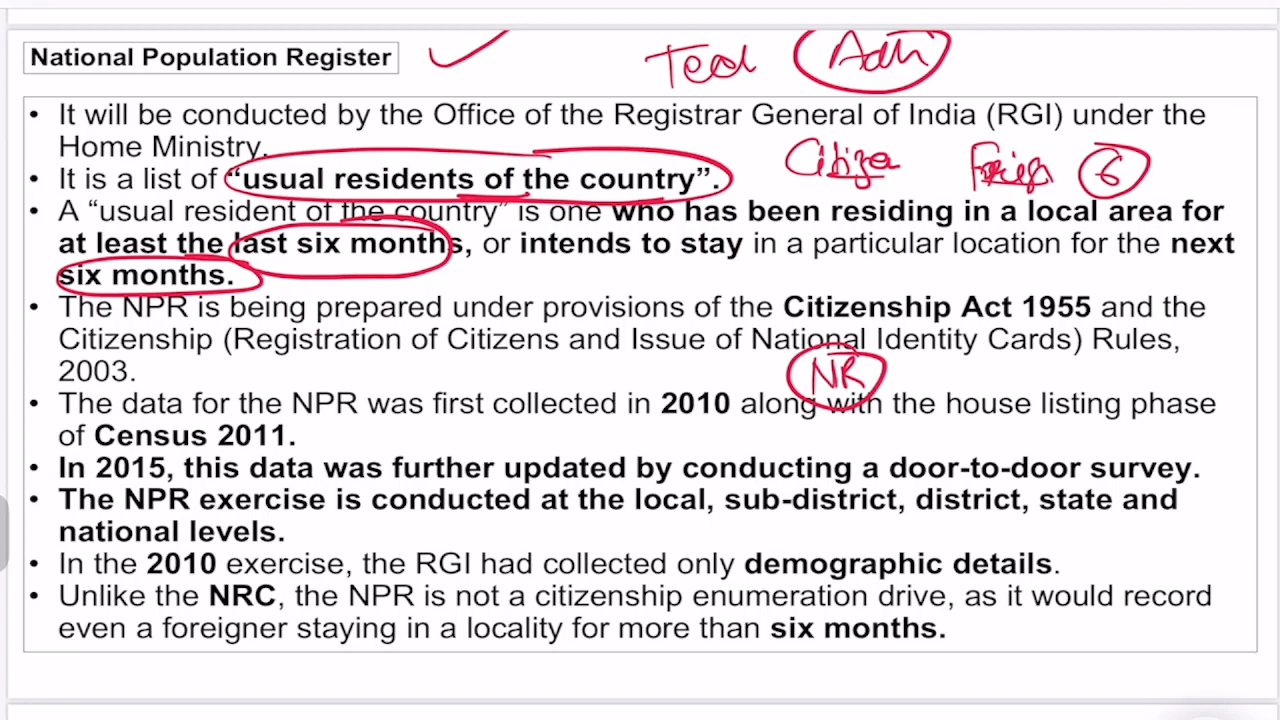 National Population Register
Adh
• It will be conducted by the Office of the Registrar General of India (RGI) under the
Home Ministry.
Citizen
6
• It is a list of “usual residents of the country”.
• A “usual resident of the country” is one who has been residing in a local area for
at least the last six months, or intends to stay in a particular location for the next
six months.
• The NPR is being prepared under provisions of the Citizenship Act 1955 and the
Citizenship (Registration of Citizens and Issue of National Identity Cards) Rules,
2003.
NR
• The data for the NPR was first collected in 2010 along with the house listing phase
of Census 2011.
• In 2015, this data was further updated by conducting a door-to-door survey.
• The NPR exercise is conducted at the local, sub-district, district, state and
national levels.
• In the 2010 exercise, the RGI had collected only demographic details.
• Unlike the NRC, the NPR is not a citizenship enumeration drive, as it would record
even a foreigner staying in a locality for more than six months.